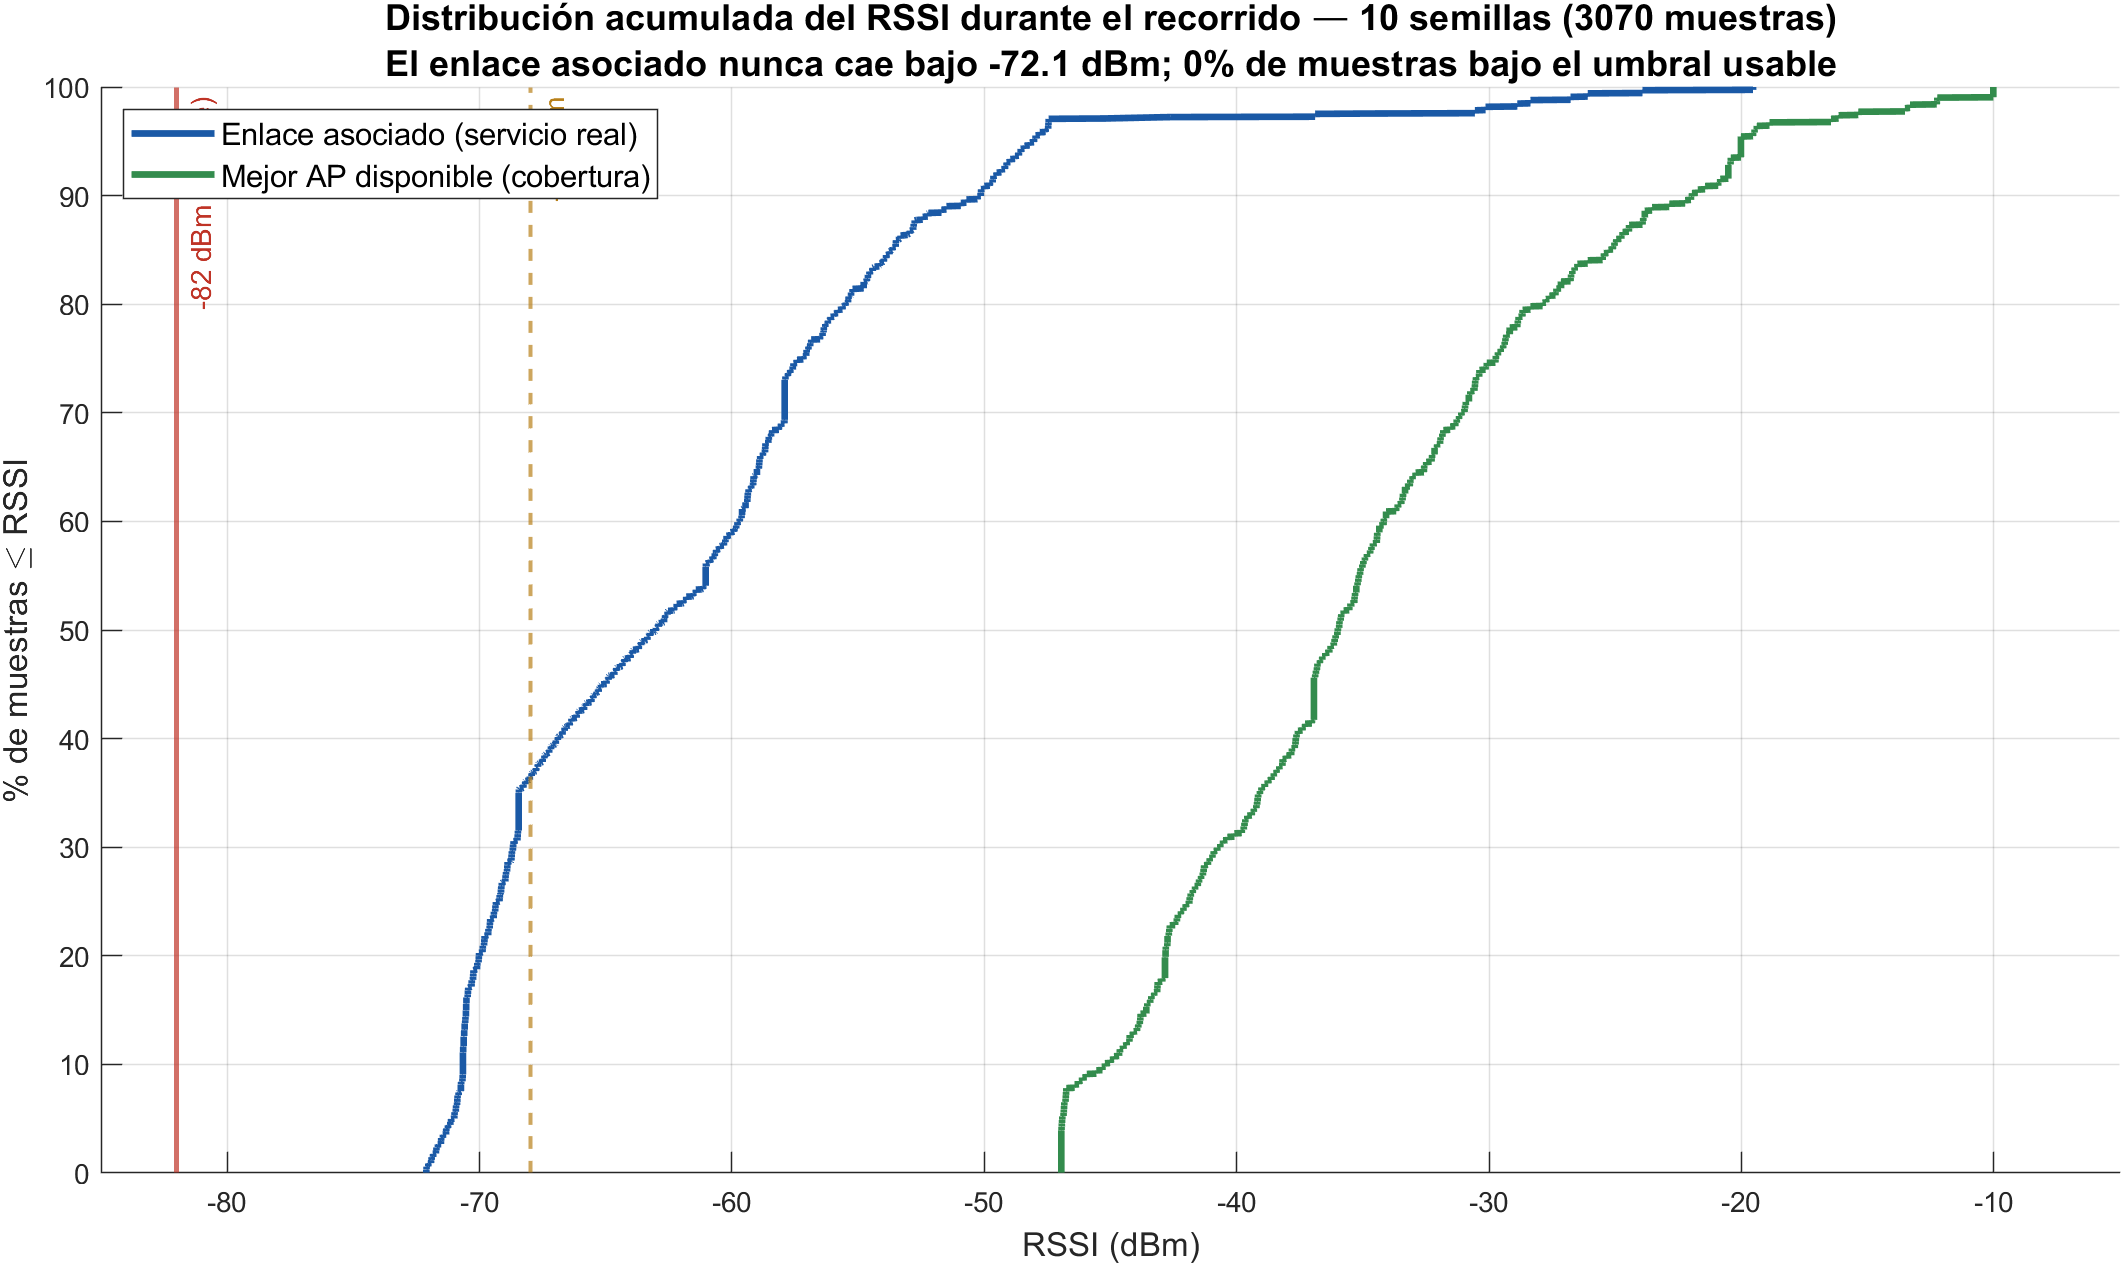 Distribución acumulada del RSSI durante el recorrido — 10 semillas (3070 muestras)
El enlace asociado nunca cae bajo -72.1 dBm; 0% de muestras bajo el umbral usable
Enlace asociado (servicio real)
Mejor AP disponible (cobertura)
-82 dBm
% de muestras ≤ RSSI
100
90
80
70
60
50
40
30
20
10
0
-80
-70
-60
-50
-40
-30
-20
-10
RSSI (dBm)